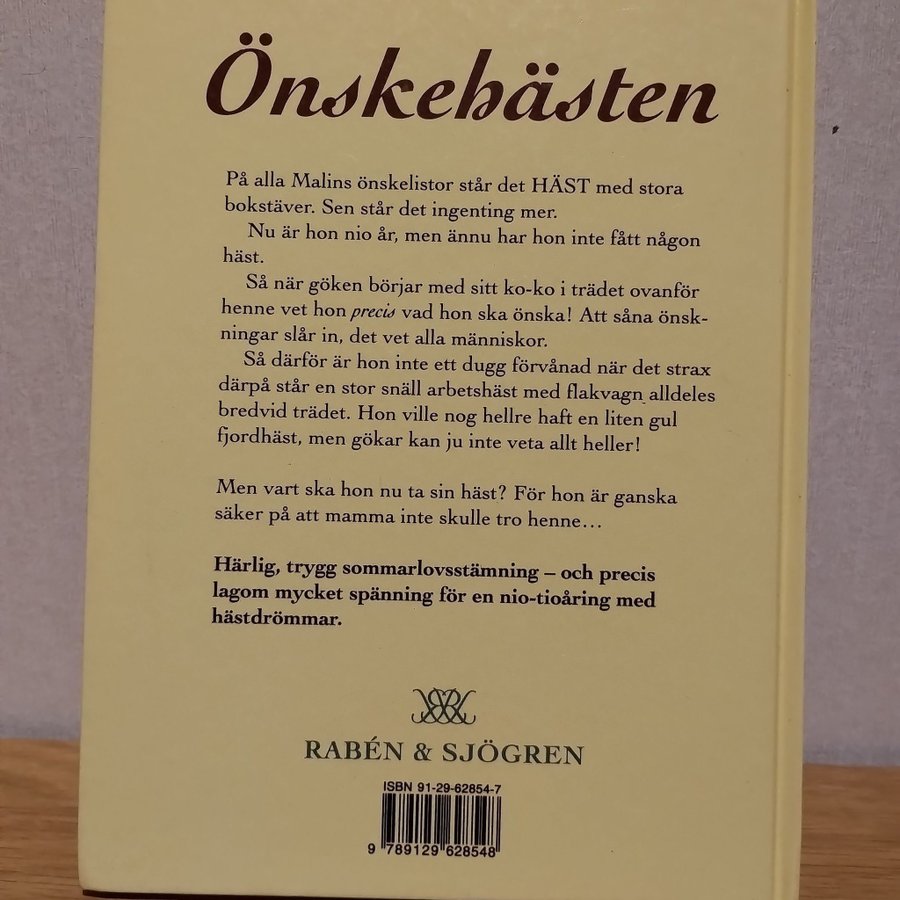 Önskehästen
På alla Malins önskelistor står det HÄST med stora
bokstäver. Sen står det ingenting mer.
Nu är hon nio år, men ännu har hon inte fått någon
häst.
Så när göken börjar med sitt ko-ko i trädet ovanför
henne vet hon precis vad hon ska önska! Att såna önsk-
ningar slår in, det vet alla människor.
Så därför är hon inte ett dugg förvånad när det strax
därpå står en stor snäll arbetshäst med flakvagn alldeles
bredvid trädet. Hon ville nog hellre haft en liten gul
fjordhäst, men gökar kan ju inte veta allt heller!
Men vart ska hon nu ta sin häst? För hon är ganska
säker på att mamma inte skulle tro henne…
Härlig, trygg sommarlovsstämning – och precis
lagom mycket spänning för en nio-tioåring med
hästdrömmar.
RABÉN & SJÖGREN
ISBN 91-29-62854-7
9 789129 628548